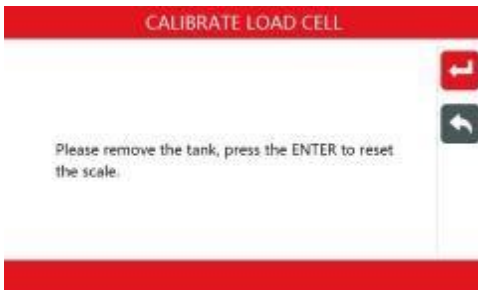 CALIBRATE LOAD CELL
Please remove the tank, press the ENTER to reset
the scale.